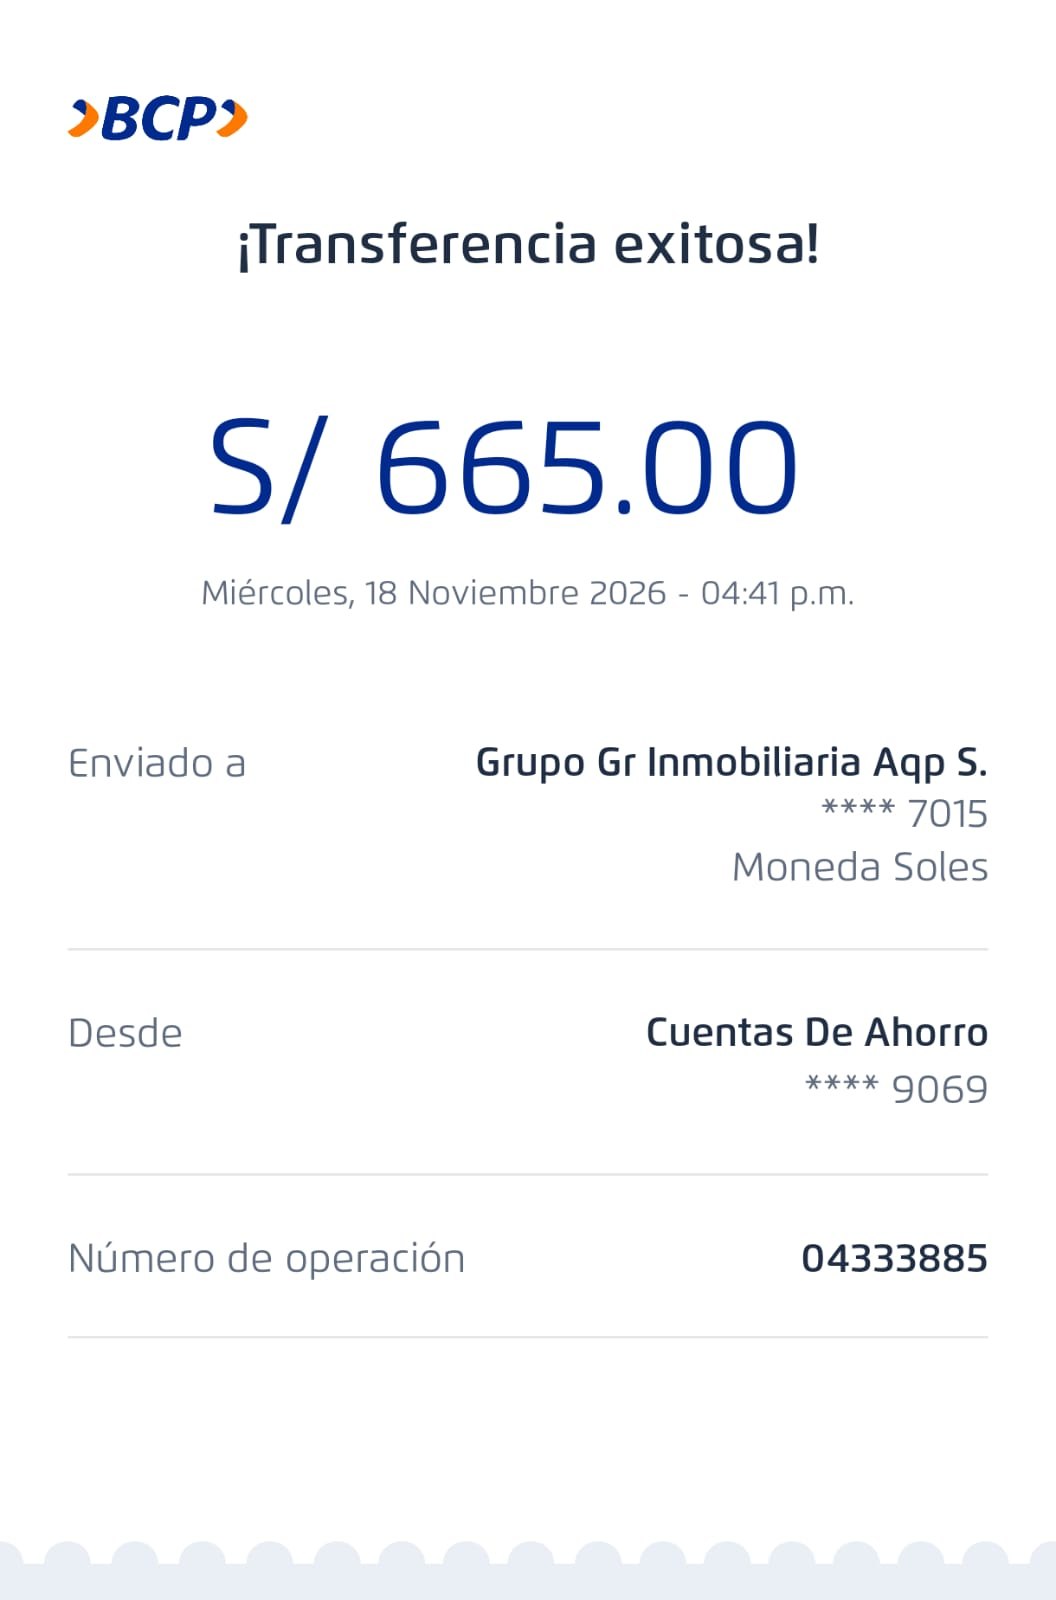 BCP
¡Transferencia exitosa!
S/ 665.00
Miércoles, 18 Noviembre 2026 - 04:41 p.m.
Enviado a
Grupo Gr Inmobiliaria Aqp S.
**** 7015
Moneda Soles
Desde
Cuentas De Ahorro
**** 9069
Número de operación
04333885